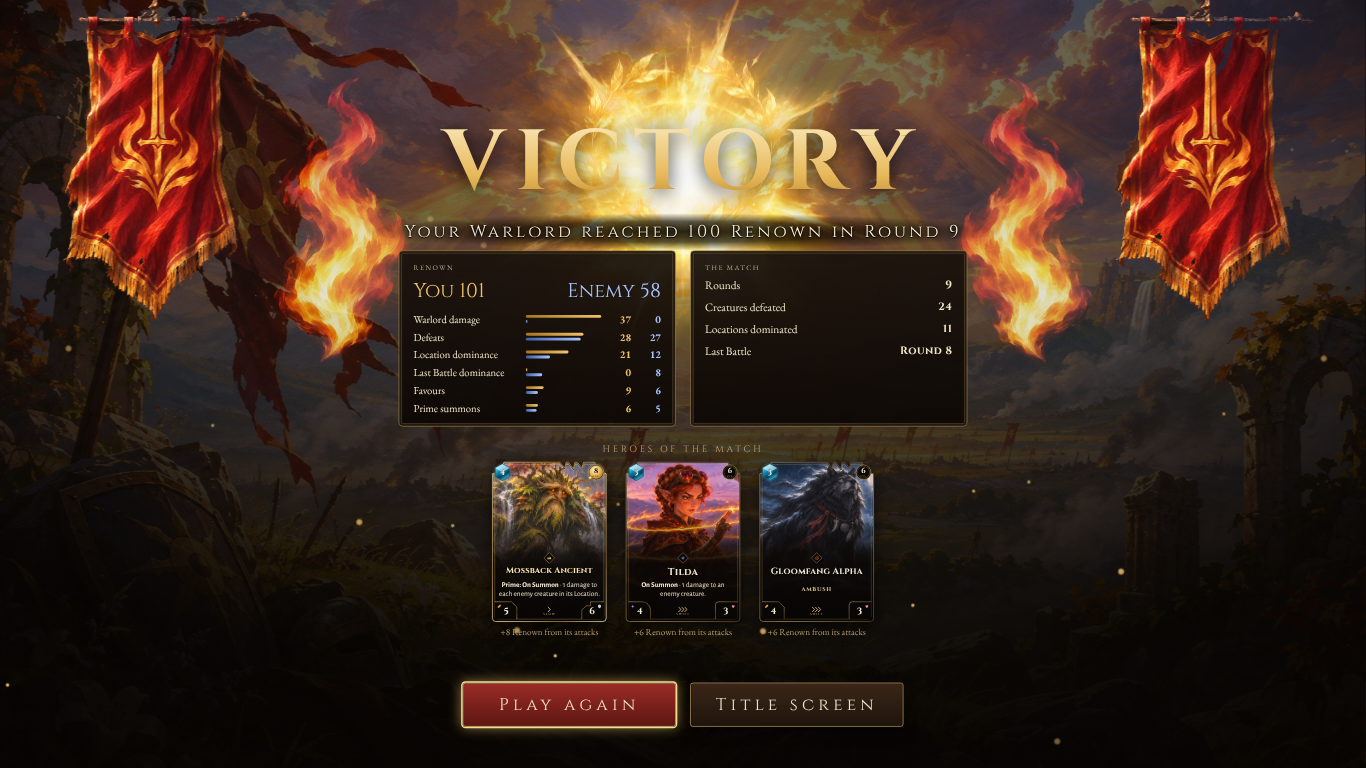 VICTORY
Your Warlord reached 100 Renown in Round 9
RENOWN
You 101 Enemy 58
Warlord damage 37 0
Defeats 28 27
Location dominance 21 12
Last Battle dominance 0 8
Favours 9 6
Prime summons 6 5
THE MATCH
Rounds 9
Creatures defeated 24
Locations dominated 11
Last Battle Round 8
HEROES OF THE MATCH
4 8
Mossback Ancient
Prime: On Summon · 1 damage to
each enemy creature in its Location.
5 6
+8 Renown from its attacks
3 6
Tilda
On Summon · 1 damage to an
enemy creature.
4 3
+6 Renown from its attacks
3 6
Gloomfang Alpha
AMBUSH
4 3
+6 Renown from its attacks
Play again
Title screen